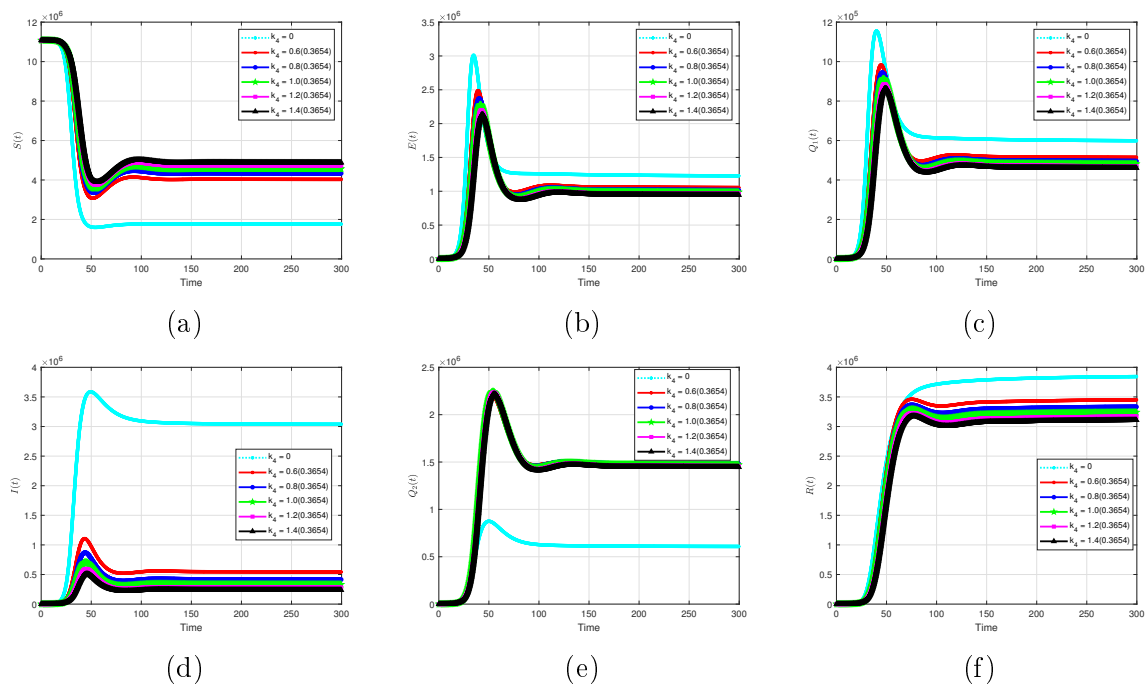 ×10⁶
12
10
8
6
4
2
0
S(t)
0 50 100 150 200 250 300
Time
k₄ = 0
k₄ = 0.6(0.3654)
k₄ = 0.8(0.3654)
k₄ = 1.0(0.3654)
k₄ = 1.2(0.3654)
k₄ = 1.4(0.3654)
(a)
×10⁶
3.5
3
2.5
2
1.5
1
0.5
0
E(t)
0 50 100 150 200 250 300
Time
k₄ = 0
k₄ = 0.6(0.3654)
k₄ = 0.8(0.3654)
k₄ = 1.0(0.3654)
k₄ = 1.2(0.3654)
k₄ = 1.4(0.3654)
(b)
×10⁵
12
10
8
6
4
2
0
Q₁(t)
0 50 100 150 200 250 300
Time
k₄ = 0
k₄ = 0.6(0.3654)
k₄ = 0.8(0.3654)
k₄ = 1.0(0.3654)
k₄ = 1.2(0.3654)
k₄ = 1.4(0.3654)
(c)
×10⁶
4
3.5
3
2.5
2
1.5
1
0.5
0
I(t)
0 50 100 150 200 250 300
Time
k₄ = 0
k₄ = 0.6(0.3654)
k₄ = 0.8(0.3654)
k₄ = 1.0(0.3654)
k₄ = 1.2(0.3654)
k₄ = 1.4(0.3654)
(d)
×10⁶
2.5
2
1.5
1
0.5
0
Q₂(t)
0 50 100 150 200 250 300
Time
k₄ = 0
k₄ = 0.6(0.3654)
k₄ = 0.8(0.3654)
k₄ = 1.0(0.3654)
k₄ = 1.2(0.3654)
k₄ = 1.4(0.3654)
(e)
×10⁶
4
3.5
3
2.5
2
1.5
1
0.5
0
R(t)
0 50 100 150 200 250 300
Time
k₄ = 0
k₄ = 0.6(0.3654)
k₄ = 0.8(0.3654)
k₄ = 1.0(0.3654)
k₄ = 1.2(0.3654)
k₄ = 1.4(0.3654)
(f)